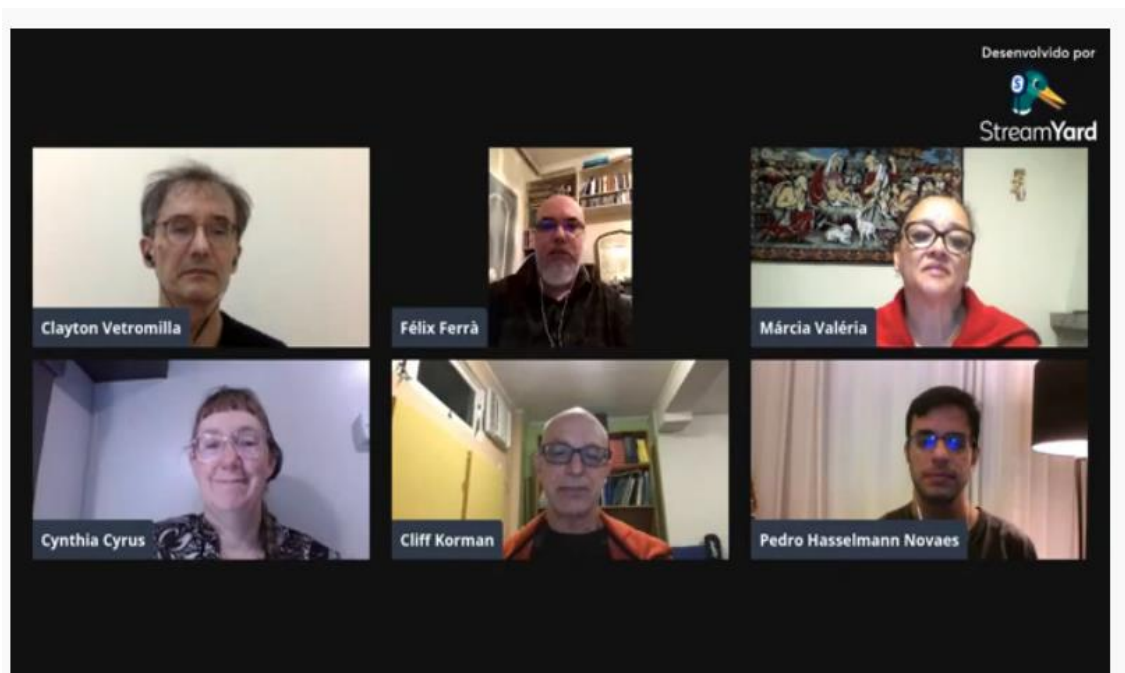 Desenvolvido por
S
StreamYard
Clayton Vetromilla
Félix Ferrà
Márcia Valéria
Cynthia Cyrus
Cliff Korman
Pedro Hasselmann Novaes